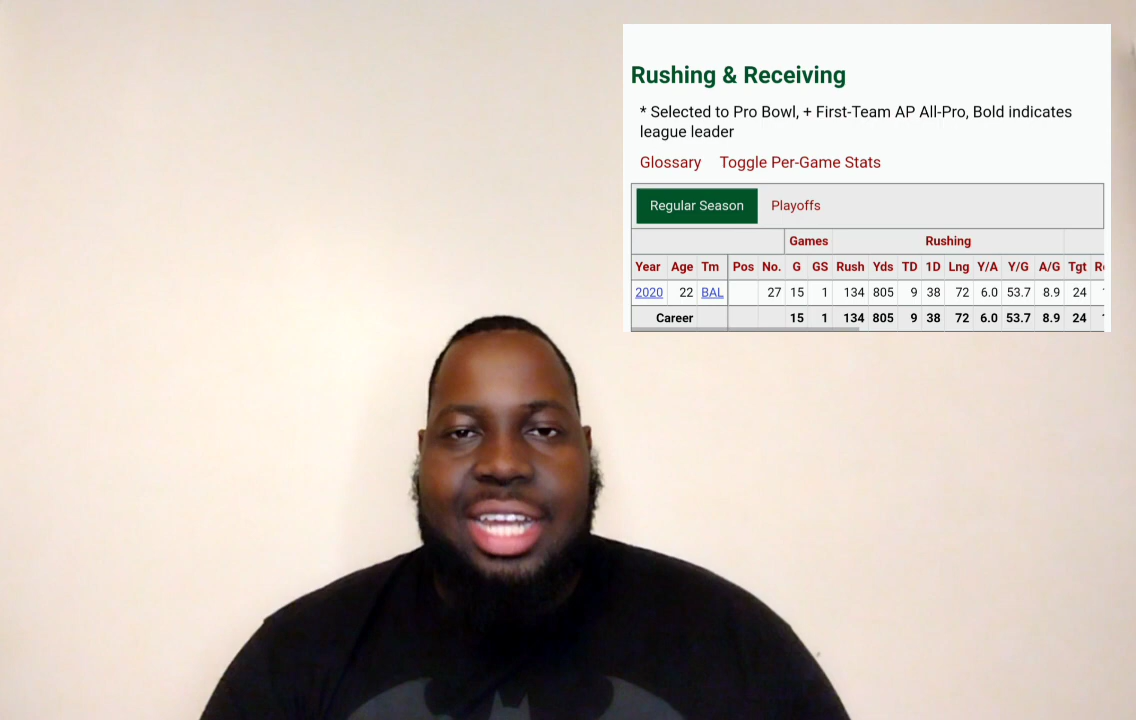 Rushing & Receiving
* Selected to Pro Bowl, + First-Team AP All-Pro, Bold indicates
league leader
Glossary Toggle Per-Game Stats
Regular Season Playoffs
Games Rushing
Year Age Tm Pos No. G GS Rush Yds TD 1D Lng Y/A Y/G A/G Tgt
2020 22 BAL 27 15 1 134 805 9 38 72 6.0 53.7 8.9 24
Career 15 1 134 805 9 38 72 6.0 53.7 8.9 24